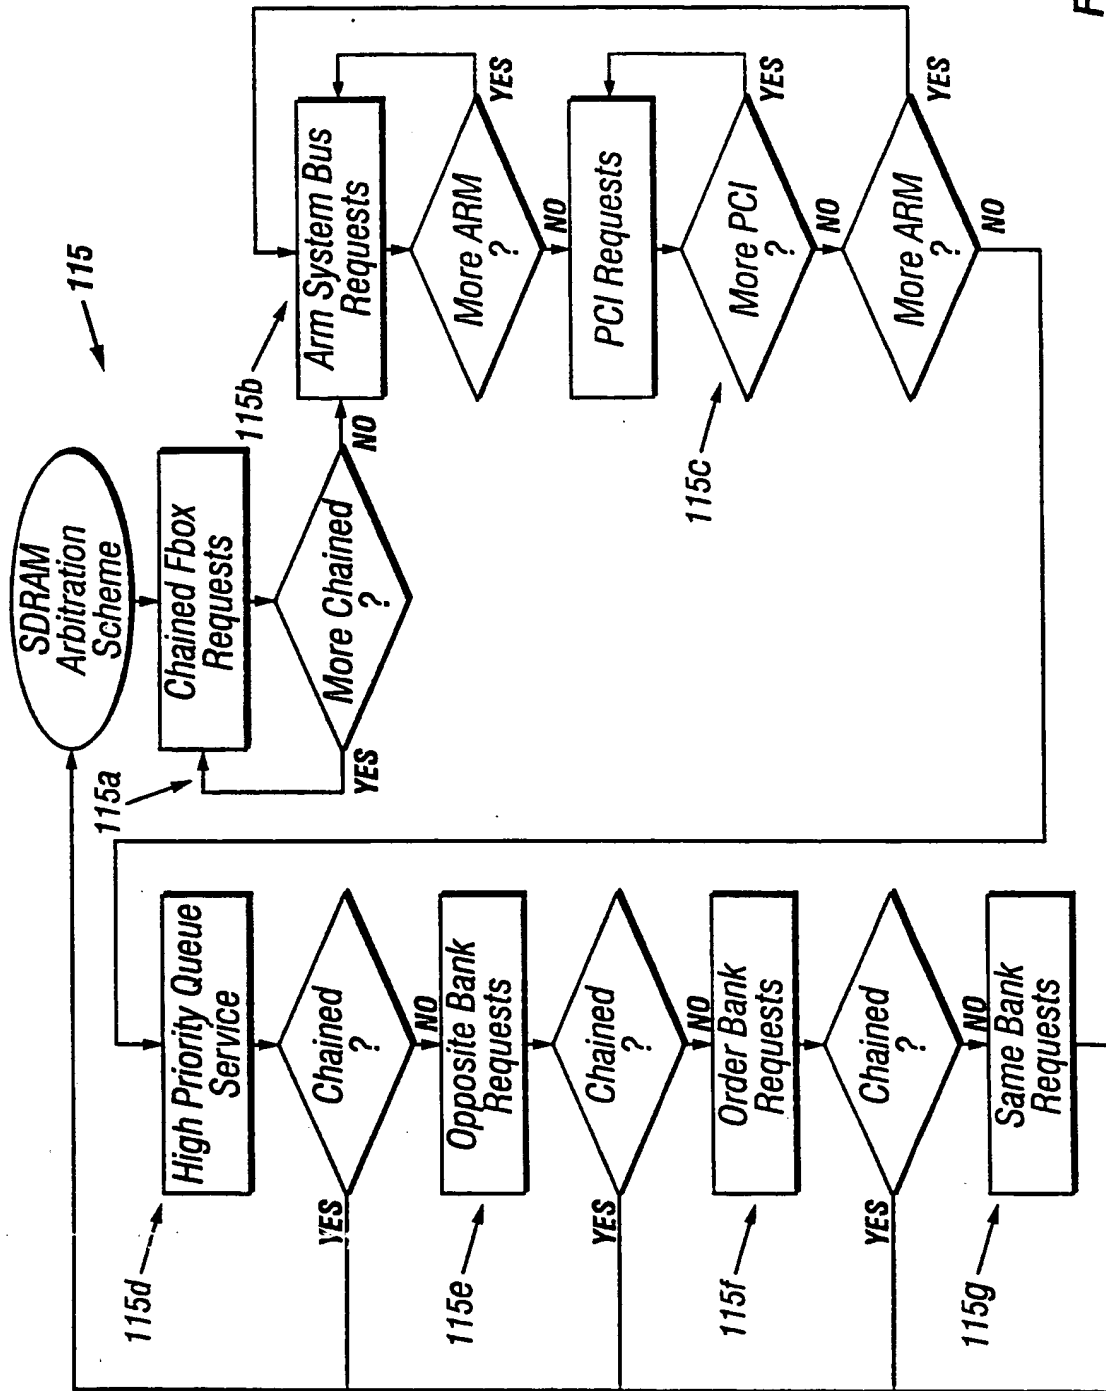 115
SDRAM
Arbitration
Scheme
115a
Chained Fbox
Requests
More Chained
?
YES
NO
115b
Arm System Bus
Requests
More ARM
?
YES
NO
PCI Requests
115c
More PCI
?
YES
NO
More ARM
?
YES
NO
115d
High Priority Queue
Service
Chained
?
YES
NO
115e
Opposite Bank
Requests
Chained
?
YES
NO
115f
Order Bank
Requests
Chained
?
YES
NO
115g
Same Bank
Requests